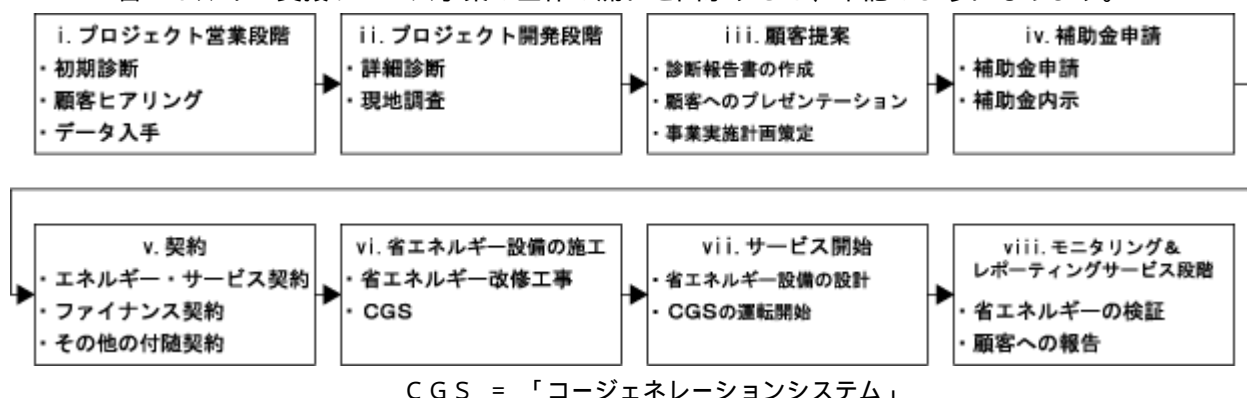 i.プロジェクト営業段階
・初期診断
・顧客ヒアリング
・データ入手
ii.プロジェクト開発段階
・詳細診断
・現地調査
iii.顧客提案
・診断報告書の作成
・顧客へのプレゼンテーション
・事業実施計画策定
iv.補助金申請
・補助金申請
・補助金内示
v.契約
・エネルギー・サービス契約
・ファイナンス契約
・その他の付随契約
vi.省エネルギー設備の施工
・省エネルギー改修工事
・CGS
vii.サービス開始
・省エネルギー設備の設計
・CGSの運転開始
viii.モニタリング&
レポーティングサービス段階
・省エネルギーの検証
・顧客への報告
CGS = 「コージェネレーションシステム」